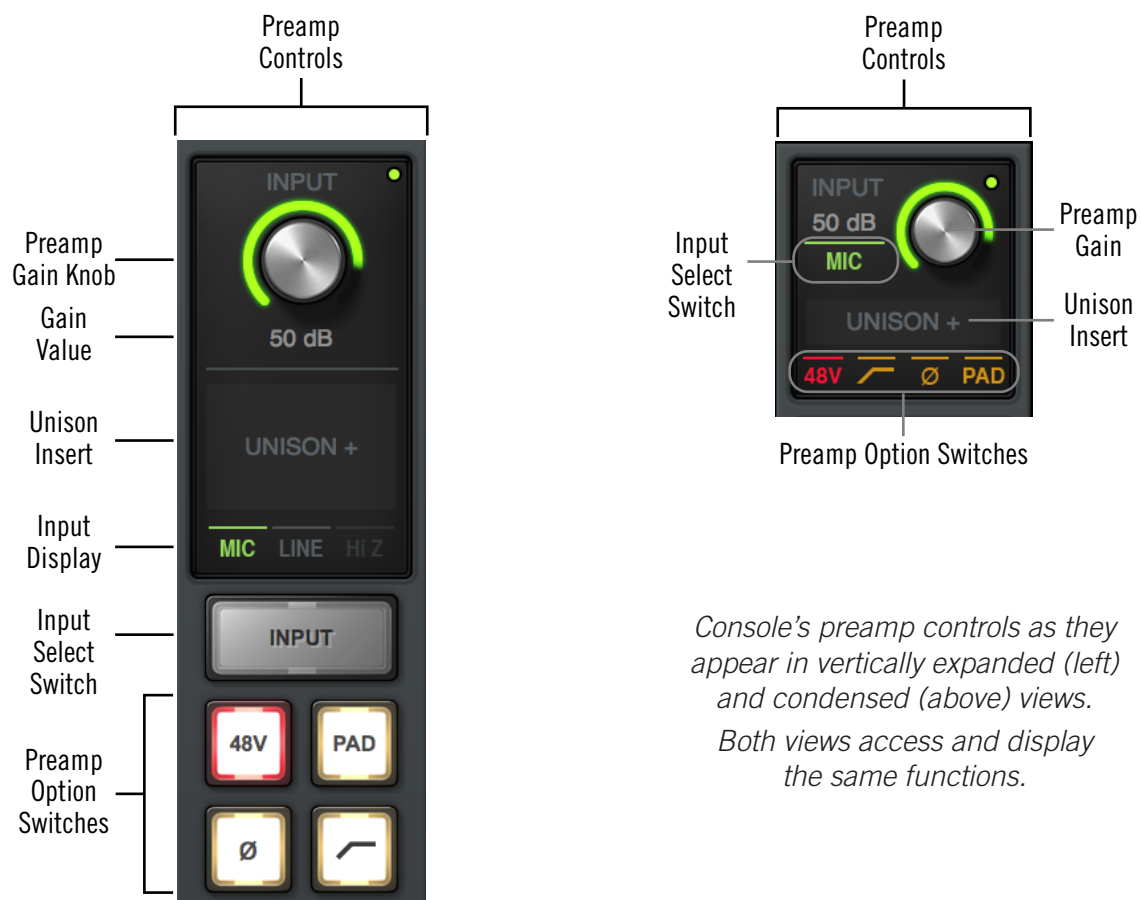 Preamp
Controls
INPUT
Preamp
Gain Knob
50 dB
Gain
Value
Unison
Insert
UNISON +
Input
Display
MIC LINE Hi Z
Input
Select
Switch
INPUT
Preamp
Option
Switches
48V PAD
Ø
Preamp
Controls
INPUT
50 dB
MIC
Input
Select
Switch
Preamp
Gain
UNISON +
Unison
Insert
48V Ø PAD
Preamp Option Switches
Console’s preamp controls as they
appear in vertically expanded (left)
and condensed (above) views.
Both views access and display
the same functions.